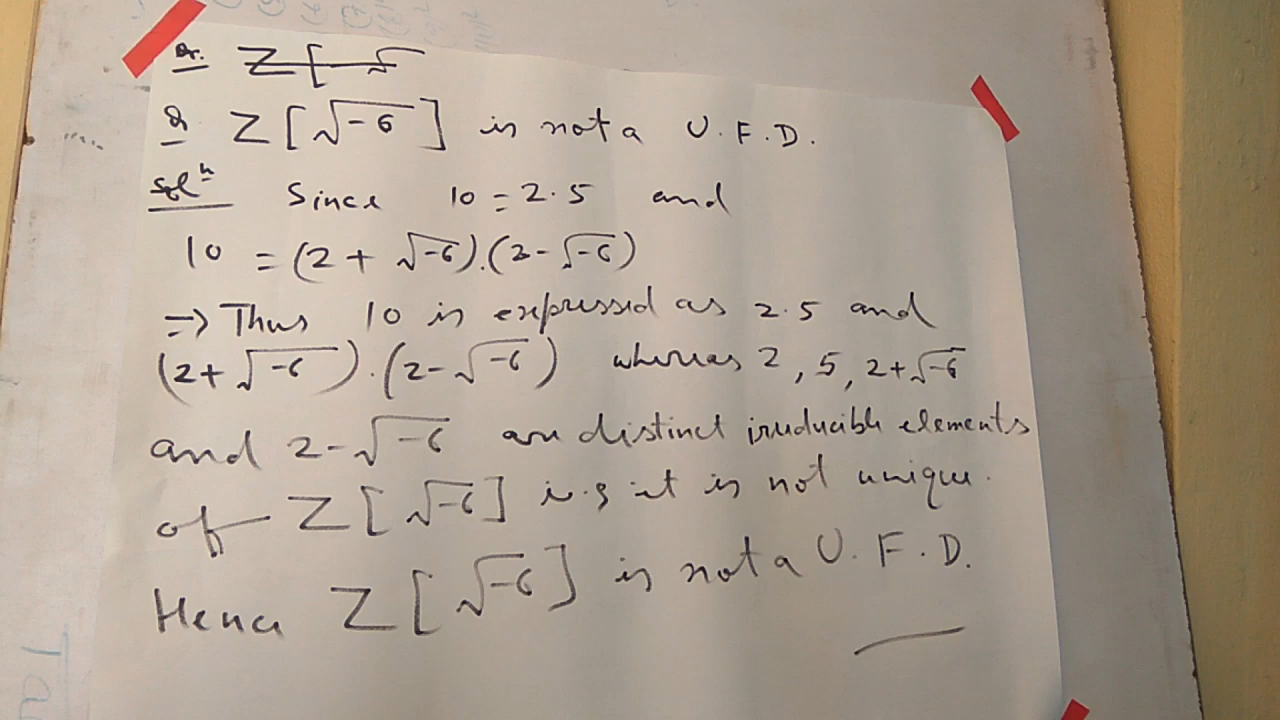 Q. Z[√
Q Z[√-6] is not a U.F.D.
Solⁿ Since 10 = 2.5 and
10 = (2 + √-6).(2-√-6)
=> Thus 10 is expressed as 2.5 and
(2+√-6).(2-√-6) whereas 2, 5, 2+√-6
and 2-√-6 are distinct irreducible elements
of Z[√-6] i.e it is not unique.
Hence Z[√-6] is not a U.F.D.
Ta